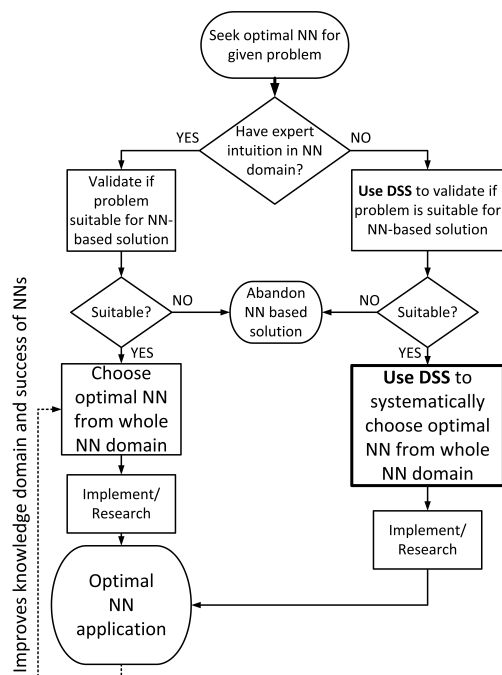 Seek optimal NN for
given problem
Have expert
intuition in NN
domain?
YES
NO
Validate if
problem
suitable for NN-
based solution
Use DSS to validate if
problem is suitable for
NN-based solution
Suitable?
NO
Abandon
NN based
solution
NO
Suitable?
YES
YES
Choose
optimal NN
from whole
NN domain
Use DSS to
systematically
choose optimal
NN from whole
NN domain
Implement/
Research
Implement/
Research
Optimal
NN
application
Improves knowledge domain and success of NNs